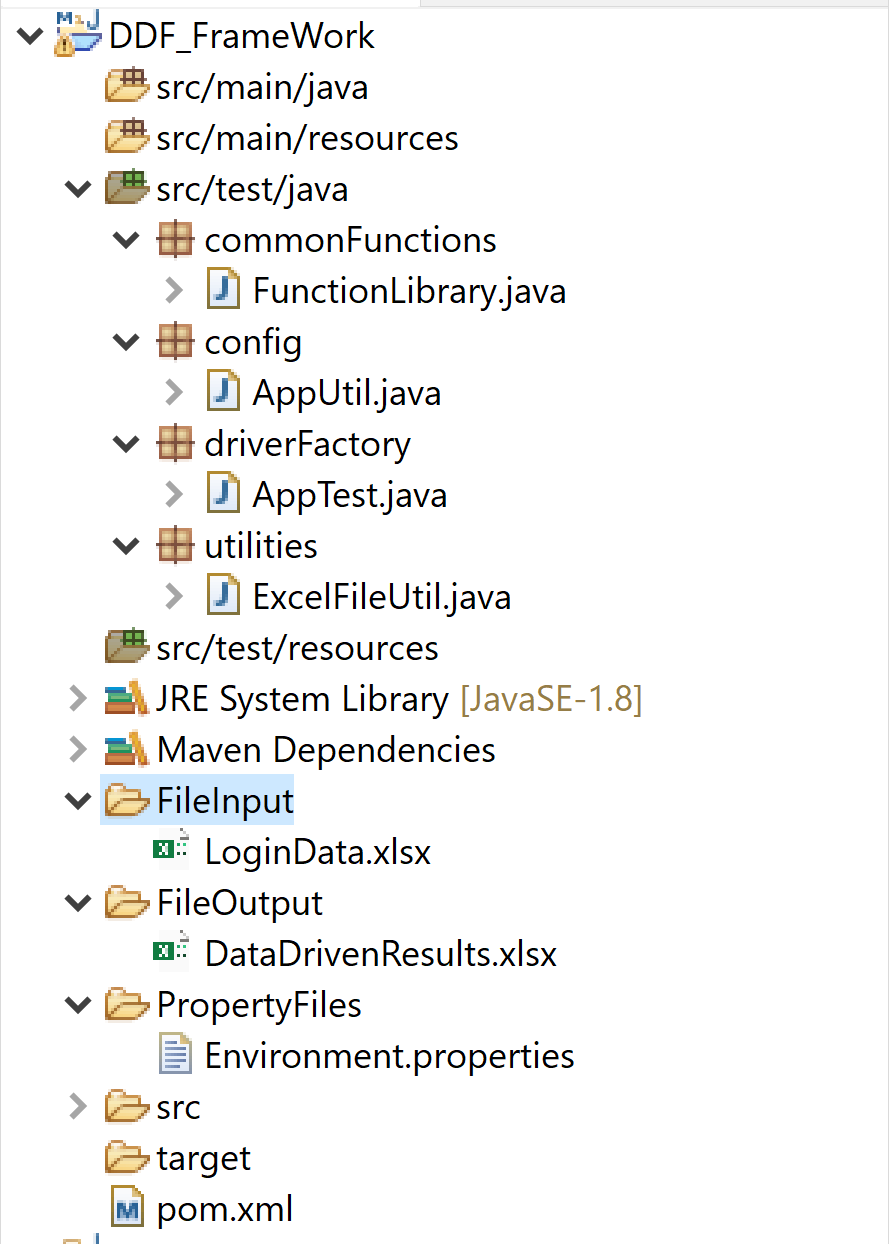 DDF_FrameWork
src/main/java
src/main/resources
src/test/java
commonFunctions
FunctionLibrary.java
config
AppUtil.java
driverFactory
AppTest.java
utilities
ExcelFileUtil.java
src/test/resources
JRE System Library [JavaSE-1.8]
Maven Dependencies
FileInput
LoginData.xlsx
FileOutput
DataDrivenResults.xlsx
PropertyFiles
Environment.properties
src
target
pom.xml